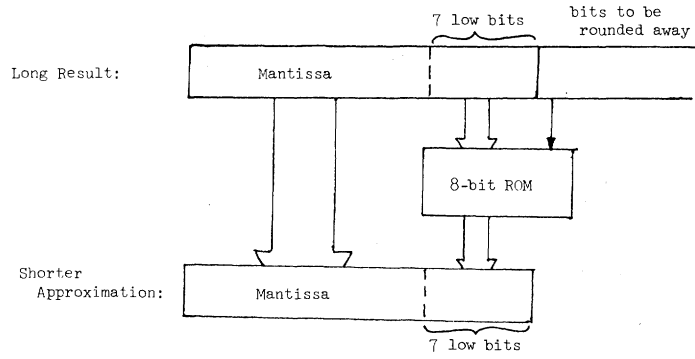 7 low bits
bits to be
rounded away
Long Result:
Mantissa
8-bit ROM
Shorter
Approximation:
Mantissa
7 low bits